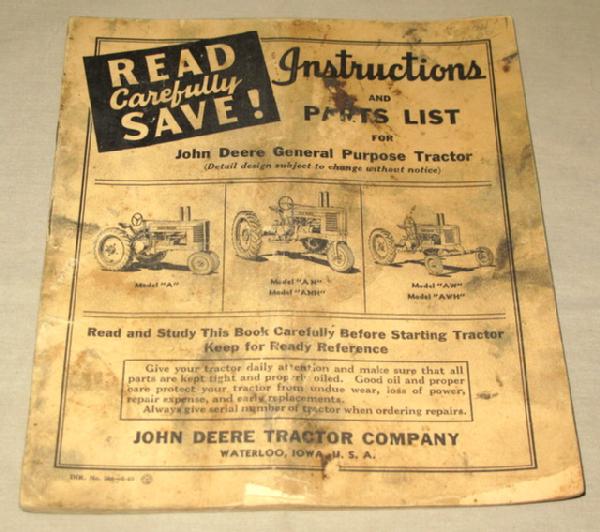 READ
Carefully
SAVE!
Instructions
AND
PARTS LIST
FOR
John Deere General Purpose Tractor
(Detail design subject to change without notice)
Model "A"
Model "AN"
Model "ANH"
Model "AW"
"AWH"
Read and Study This Book Carefully Before Starting Tractor
Keep for Ready Reference
Give your tractor daily attention and make sure that all
parts are kept tight and properly oiled. Good oil and proper
care protect your tractor from undue wear, loss of power,
repair expense, and early replacements.
Always give serial number of tractor when ordering repairs.
JOHN DEERE TRACTOR COMPANY
WATERLOO, IOWA, U. S. A.
DIR. No.